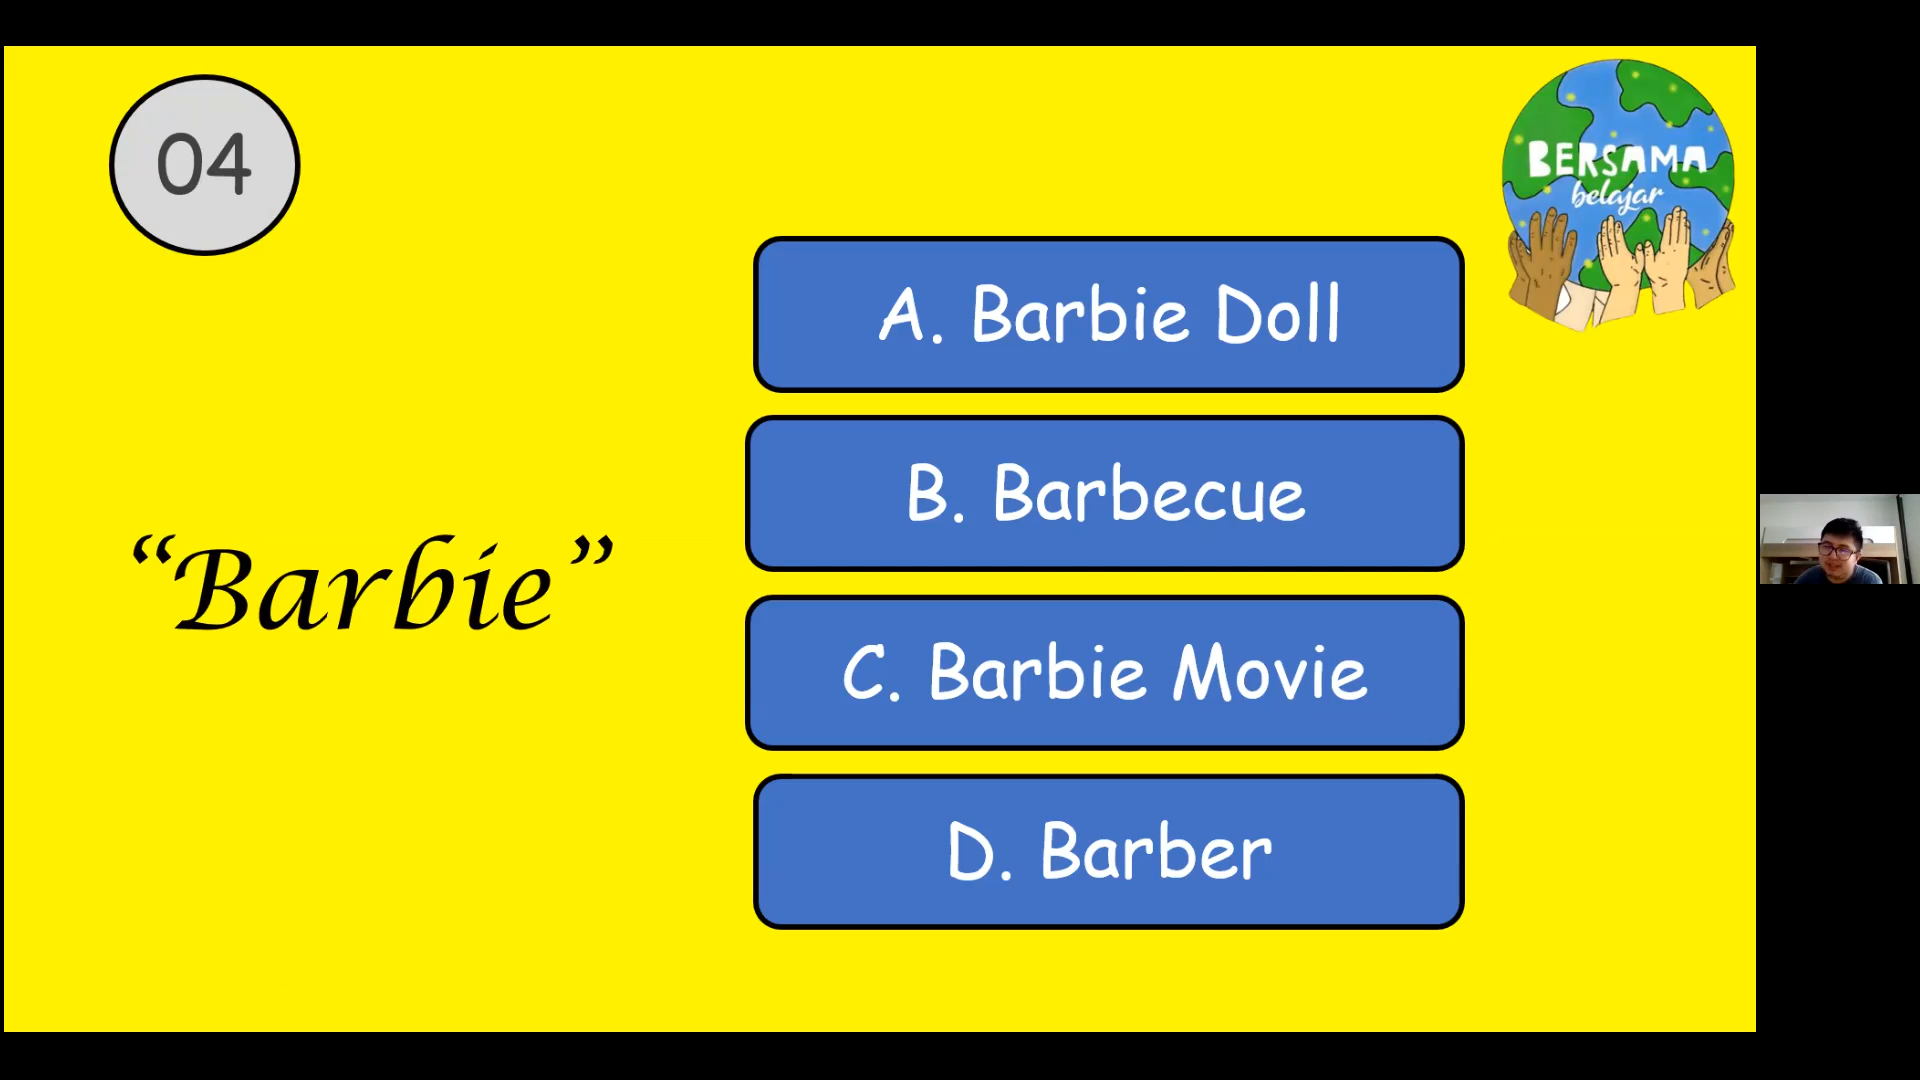 04
BERSAMA
belajar
A. Barbie Doll
B. Barbecue
“Barbie”
C. Barbie Movie
D. Barber